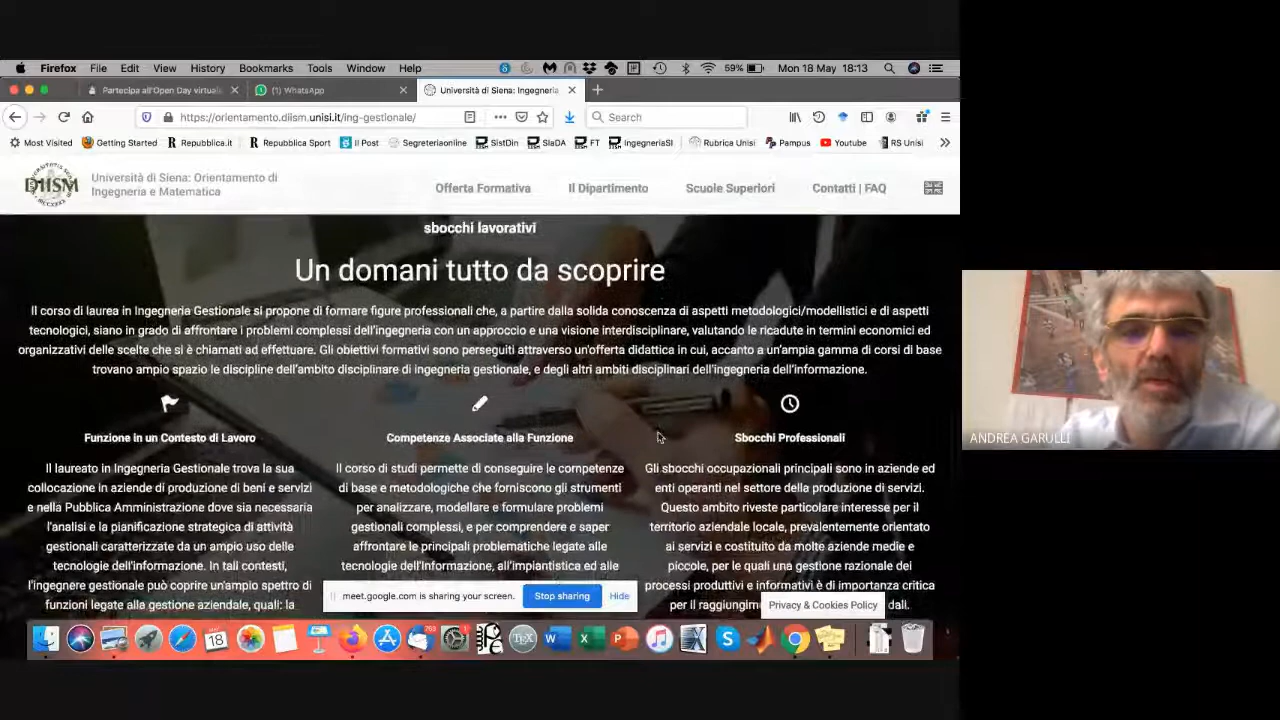 Firefox File Edit View History Bookmarks Tools Window Help 59% Mon 18 May 18:13
Partecipa all'Open Day virtuale (1) WhatsApp Università di Siena: Ingegneria
https://orientamento.diism.unisi.it/ing-gestionale/ Search
Most Visited Getting Started Repubblica.it Repubblica Sport Il Post Segreteriaonline SistDin SlaDA FT IngegneriaSI Rubrica Unisi Pampus Youtube RS Unisi
DIISM
Università di Siena: Orientamento di
Ingegneria e Matematica
Offerta Formativa Il Dipartimento Scuole Superiori Contatti | FAQ
sbocchi lavorativi
Un domani tutto da scoprire
Il corso di laurea in Ingegneria Gestionale si propone di formare figure professionali che, a partire dalla solida conoscenza di aspetti metodologici/modellistici e di aspetti
tecnologici, siano in grado di affrontare i problemi complessi dell'ingegneria con un approccio e una visione interdisciplinare, valutando le ricadute in termini economici ed
organizzativi delle scelte che si è chiamati ad effettuare. Gli obiettivi formativi sono perseguiti attraverso un'offerta didattica in cui, accanto a un'ampia gamma di corsi di base
trovano ampio spazio le discipline dell'ambito disciplinare di ingegneria gestionale, e degli altri ambiti disciplinari dell'ingegneria dell'informazione.
Funzione in un Contesto di Lavoro
Il laureato in Ingegneria Gestionale trova la sua
collocazione in aziende di produzione di beni e servizi
e nella Pubblica Amministrazione dove sia necessaria
l'analisi e la pianificazione strategica di attività
gestionali caratterizzate da un ampio uso delle
tecnologie dell'informazione. In tali contesti,
l'ingegnere gestionale può coprire un'ampio spettro di
funzioni legate alla gestione aziendale, quali: la
Competenze Associate alla Funzione
Il corso di studi permette di conseguire le competenze
di base e metodologiche che forniscono gli strumenti
per analizzare, modellare e formulare problemi
gestionali complessi, e per comprendere e saper
affrontare le principali problematiche legate alle
tecnologie dell'informazione, all'impiantistica ed alle
Sbocchi Professionali
Gli sbocchi occupazionali principali sono in aziende ed
enti operanti nel settore della produzione di servizi.
Questo ambito riveste particolare interesse per il
territorio aziendale locale, prevalentemente orientato
ai servizi e costituito da molte aziende medie e
piccole, per le quali una gestione razionale dei
processi produttivi e informativi è di importanza critica
per il dali.
meet.google.com is sharing your screen. Stop sharing Hide
Privacy & Cookies Policy
ANDREA GARULLI